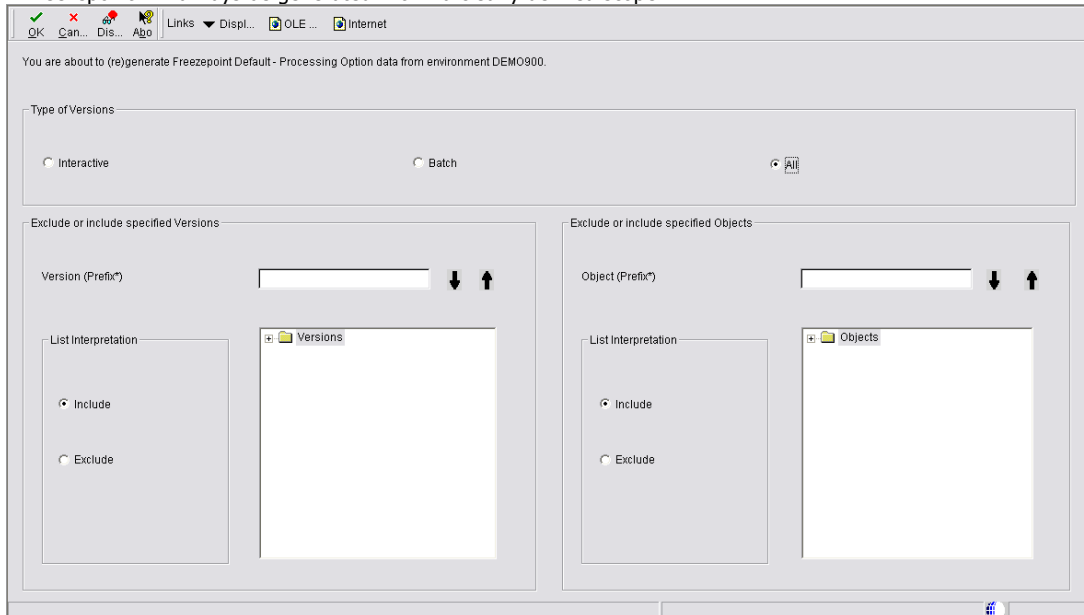 OK Can... Dis... Abo Links Displ... OLE ... Internet
You are about to (re)generate Freezepoint Default - Processing Option data from environment DEMO900.
Type of Versions
Interactive Batch All
Exclude or include specified Versions
Version (Prefix*)
List Interpretation
Include
Exclude
Versions
Exclude or include specified Objects
Object (Prefix*)
List Interpretation
Include
Exclude
Objects